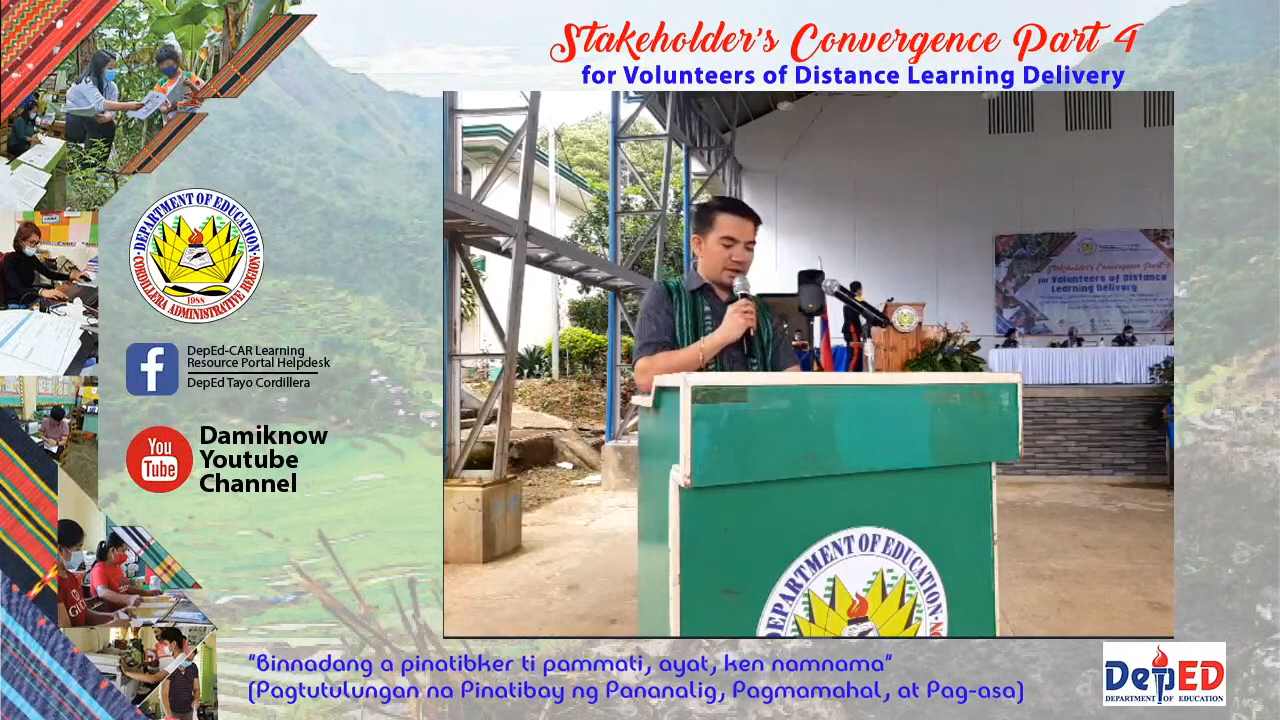 Stakeholder's Convergence Part 4
for Volunteers of Distance Learning Delivery
DEPARTMENT OF EDUCATION
CORDILLERA ADMINISTRATIVE REGION
1988
DepEd-CAR Learning
Resource Portal Helpdesk
DepEd Tayo Cordillera
You
Tube
Damiknow
Youtube
Channel
Stakeholder's Convergence Part 4
for Volunteers of Distance
Learning Delivery
DEPARTMENT OF EDUCATION
"Binnadang a pinatibker ti pammati, ayat, ken namnama"
(Pagtutulungan na Pinatibay ng Pananalig, Pagmamahal, at Pag-asa)
DepED
DEPARTMENT OF EDUCATION